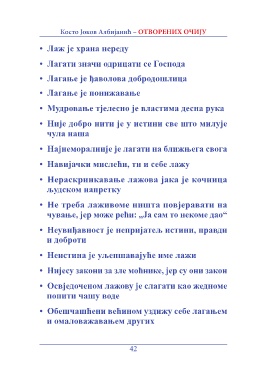 Косто Јоков Албијанић – ОТВОРЕНИХ ОЧИЈУ
• Лаж је храна нереду
• Лагати значи одрицати се Господа
• Лагање је ђаволова добродошлица
• Лагање је понижавање
• Мудровање тјелесно је властима десна рука
• Није добро нити је у истини све што милује
чула наша
• Најнеморалније је лагати на ближњега свога
• Навијачки мислећи, ти и себе лажу
• Нераскринкавање лажова јака је кочница
људском напретку
• Не треба лаживоме ништа повјеравати на
чување, јер може рећи: „Ја сам то некоме дао“
• Неувиђавност је непријатељ истини, правди
и доброти
• Неистина је уљепшавајуће име лажи
• Нијесу закони за зле моћнике, јер су они закон
• Освједоченом лажову је слагати као жедноме
попити чашу воде
• Обешчашћени већином уздижу себе лагањем
и омаловажавањем других
42